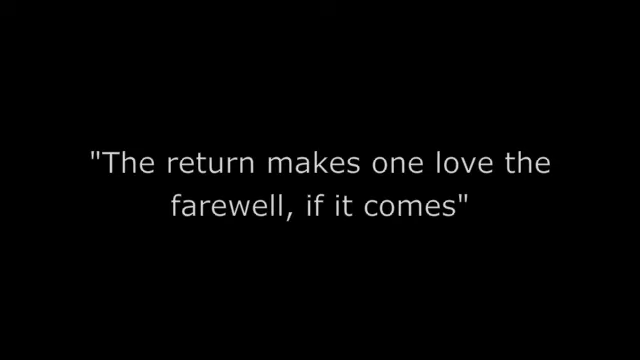 "The return makes one love the
farewell, if it comes"